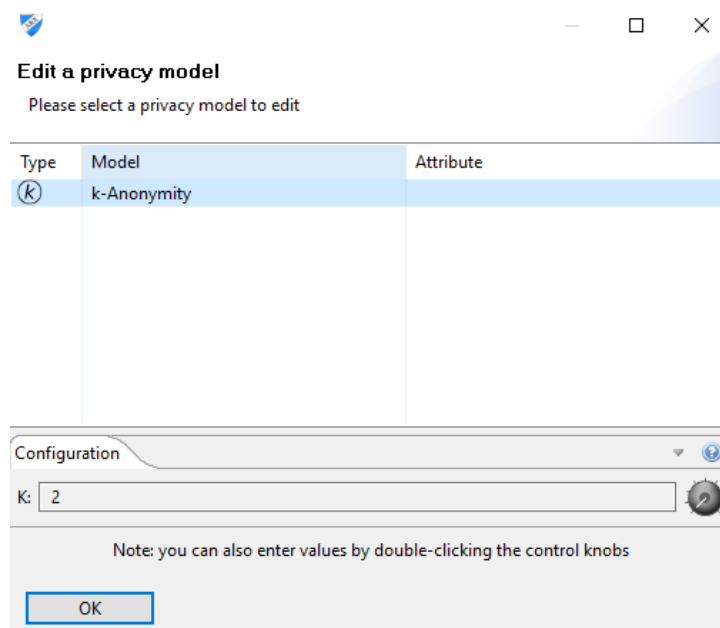 Edit a privacy model
Please select a privacy model to edit
Type Model Attribute
k k-Anonymity
Configuration
K: 2
Note: you can also enter values by double-clicking the control knobs
OK